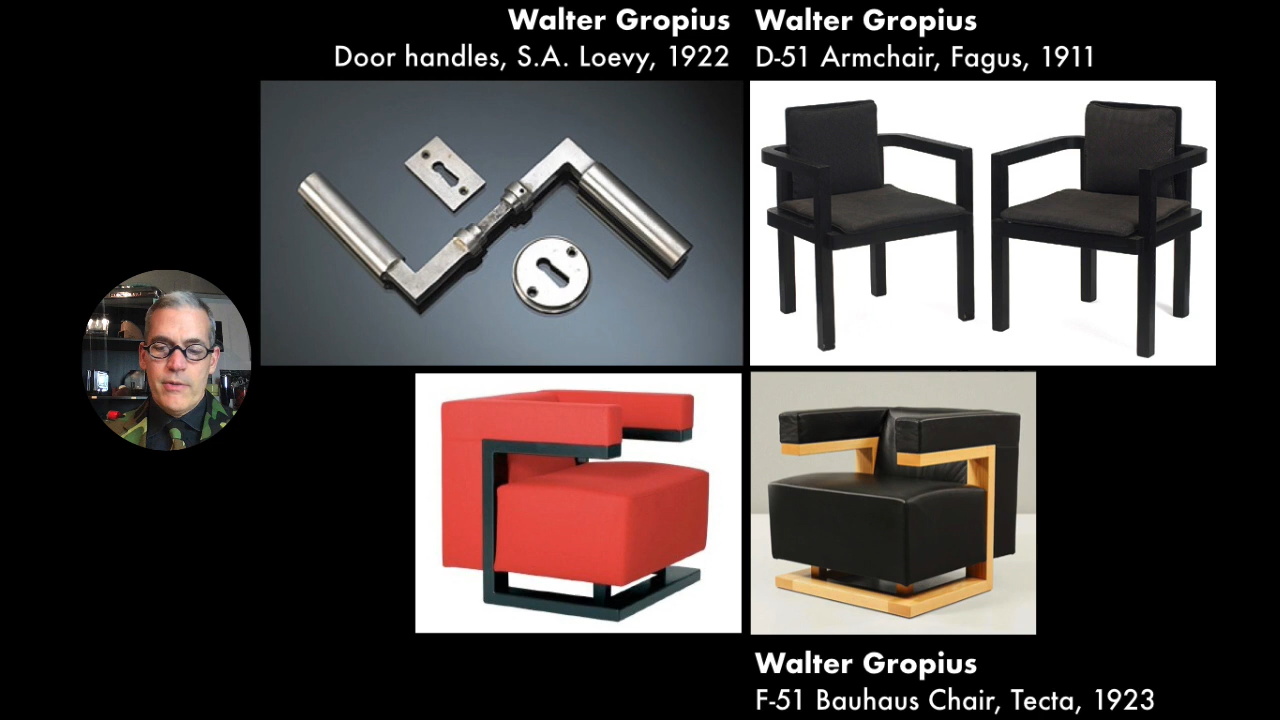 Walter Gropius
Door handles, S.A. Loevy, 1922
Walter Gropius
D-51 Armchair, Fagus, 1911
Walter Gropius
F-51 Bauhaus Chair, Tecta, 1923